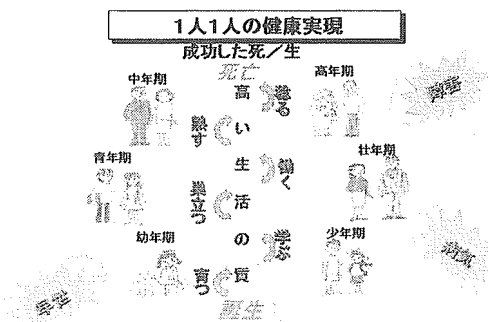 1人1人の健康実現
成功した死／生
死亡
中年期
高年期
障害
稔る
熟す
高い生活の質
青年期
壮年期
働く
巣立つ
幼年期
少年期
学ぶ
病気
育つ
早世
誕生